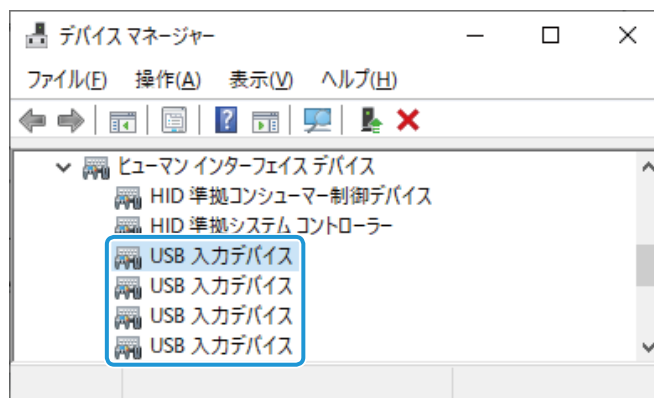 デバイス マネージャー
ファイル(F) 操作(A) 表示(V) ヘルプ(H)
ヒューマン インターフェイス デバイス
HID 準拠コンシューマー制御デバイス
HID 準拠システム コントローラー
USB 入力デバイス
USB 入力デバイス
USB 入力デバイス
USB 入力デバイス